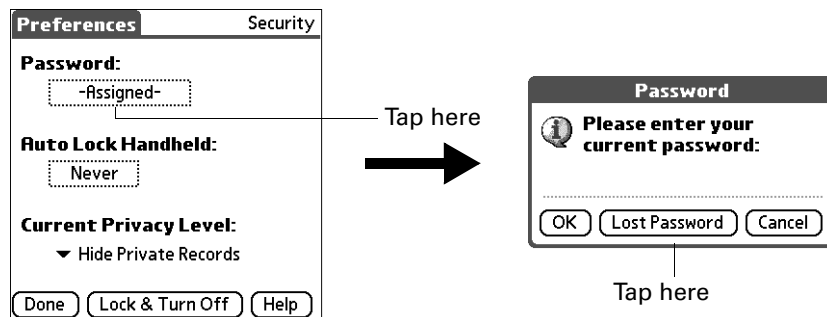 Preferences Security
Password:
-Assigned-
Tap here
Auto Lock Handheld:
Never
Current Privacy Level:
Hide Private Records
Done Lock & Turn Off Help
Password
Please enter your
current password:
OK Lost Password Cancel
Tap here